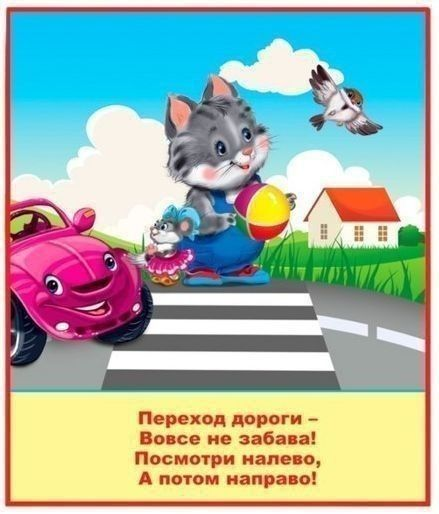 Переход дороги –
Вовсе не забава!
Посмотри налево,
А потом направо!